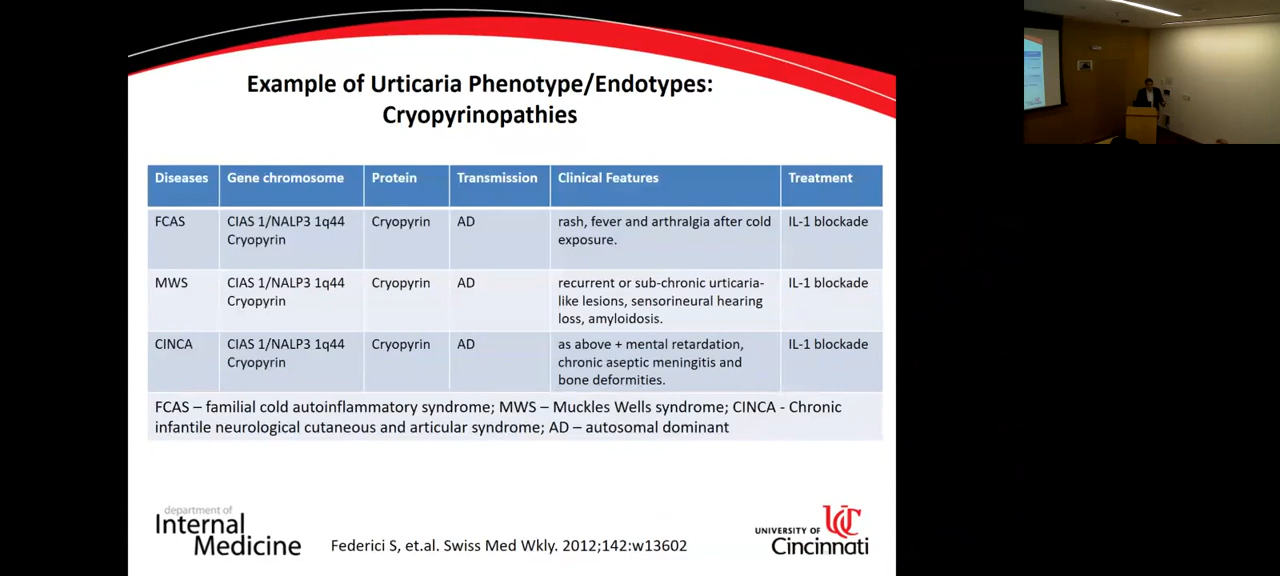 Example of Urticaria Phenotype/Endotypes:
Cryopyrinopathies
Diseases Gene chromosome Protein Transmission Clinical Features Treatment
FCAS CIAS 1/NALP3 1q44 Cryopyrin AD rash, fever and arthralgia after cold IL-1 blockade
Cryopyrin exposure.
MWS CIAS 1/NALP3 1q44 Cryopyrin AD recurrent or sub-chronic urticaria- IL-1 blockade
Cryopyrin like lesions, sensorineural hearing
loss, amyloidosis.
CINCA CIAS 1/NALP3 1q44 Cryopyrin AD as above + mental retardation, IL-1 blockade
Cryopyrin chronic aseptic meningitis and
bone deformities.
FCAS – familial cold autoinflammatory syndrome; MWS – Muckles Wells syndrome; CINCA - Chronic
infantile neurological cutaneous and articular syndrome; AD – autosomal dominant
department of
Internal
Medicine
Federici S, et.al. Swiss Med Wkly. 2012;142:w13602
UNIVERSITY OF UC
Cincinnati